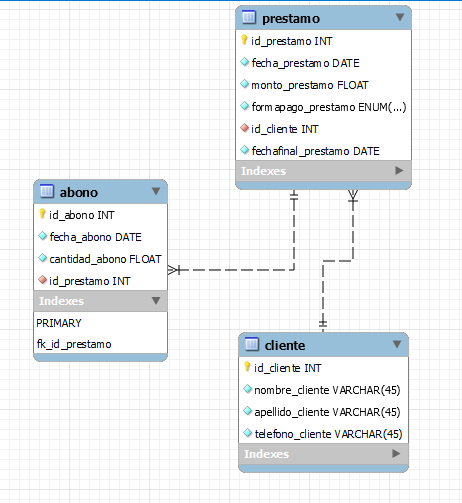 prestamo
id_prestamo INT
fecha_prestamo DATE
monto_prestamo FLOAT
formapago_prestamo ENUM(...)
id_cliente INT
fechafinal_prestamo DATE
Indexes
abono
id_abono INT
fecha_abono DATE
cantidad_abono FLOAT
id_prestamo INT
Indexes
PRIMARY
fk_id_prestamo
cliente
id_cliente INT
nombre_cliente VARCHAR(45)
apellido_cliente VARCHAR(45)
telefono_cliente VARCHAR(45)
Indexes